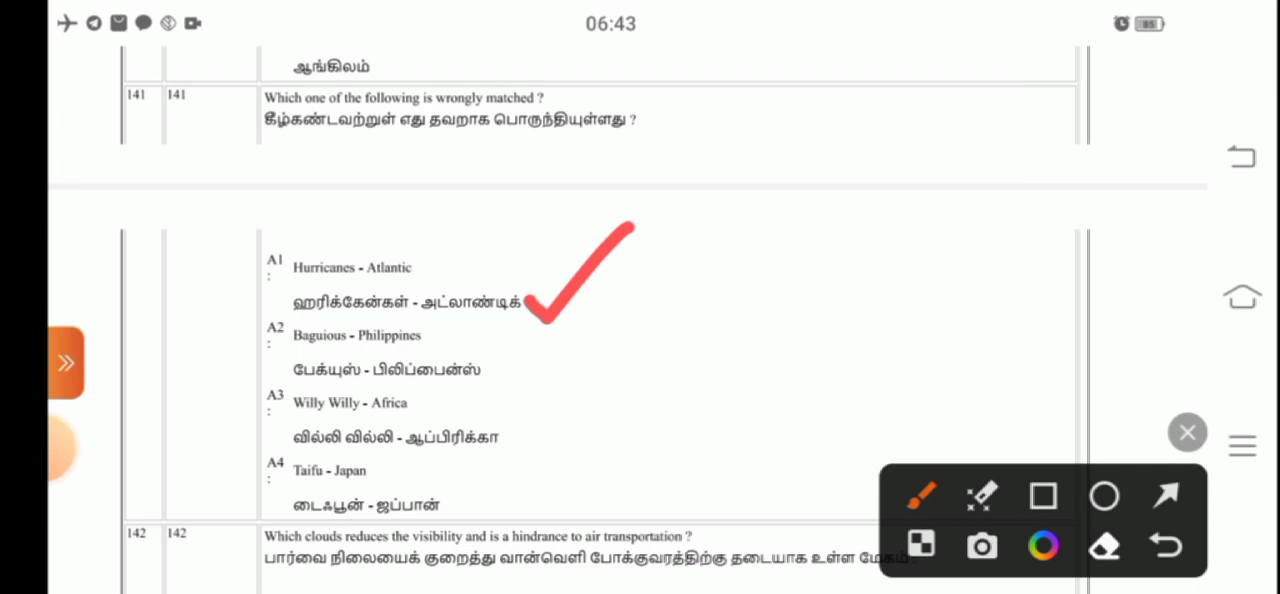 06:43
85
ஆங்கிலம்
141 141 Which one of the following is wrongly matched ?
கீழ்கண்டவற்றுள் எது தவறாக பொருந்தியுள்ளது ?
A1 : Hurricanes - Atlantic
ஹரிக்கேன்கள் - அட்லாண்டிக்
A2 : Baguious - Philippines
பேக்யுஸ் - பிலிப்பைன்ஸ்
A3 : Willy Willy - Africa
வில்லி வில்லி - ஆப்பிரிக்கா
A4 : Taifu - Japan
டைஃபூன் - ஜப்பான்
142 142 Which clouds reduces the visibility and is a hindrance to air transportation ?
பார்வை நிலையைக் குறைத்து வான்வெளி போக்குவரத்திற்கு தடையாக உள்ள மேகம்